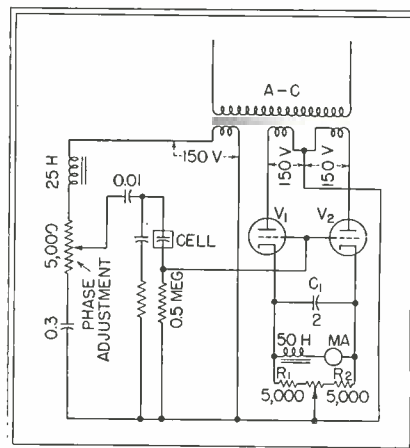 A-C
150 V
150 V
150 V
25 H
0.01
5,000
CELL
V₁
V₂
PHASE
ADJUSTMENT
0.5 MEG
0.3
C₁
2
50 H
MA
R₁
R₂
5,000
5,000